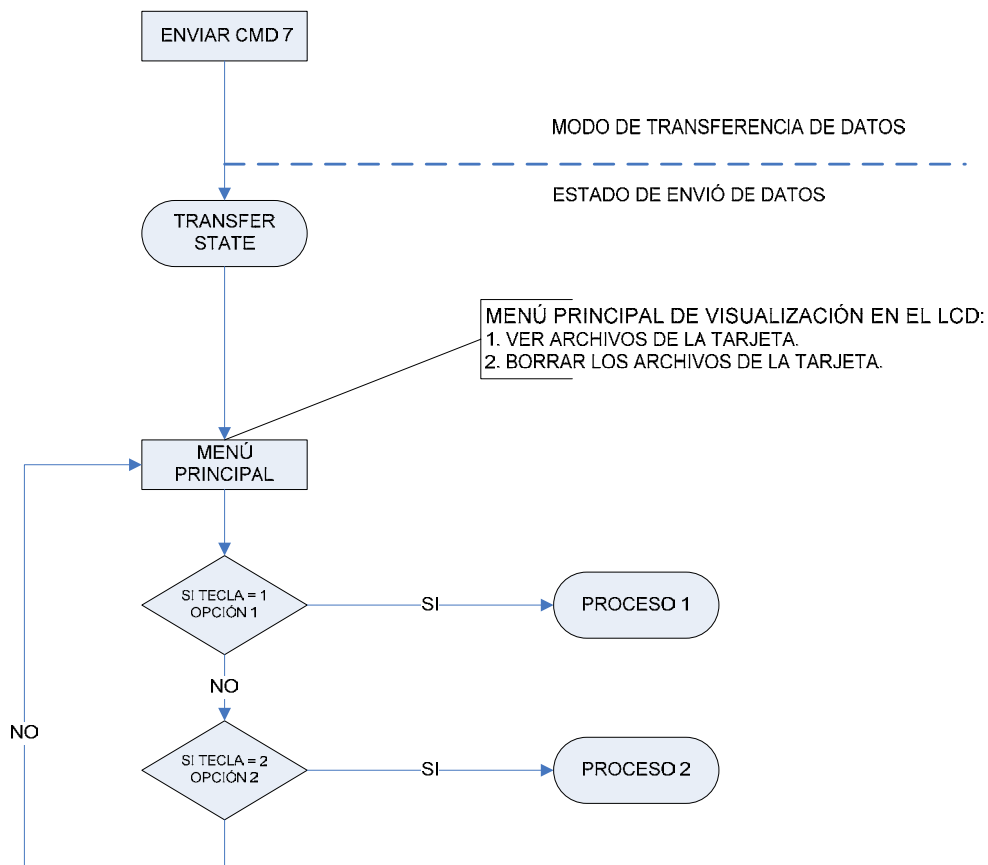 ENVIAR CMD 7
MODO DE TRANSFERENCIA DE DATOS
ESTADO DE ENVIÓ DE DATOS
TRANSFER
STATE
MENÚ PRINCIPAL DE VISUALIZACIÓN EN EL LCD:
1. VER ARCHIVOS DE LA TARJETA.
2. BORRAR LOS ARCHIVOS DE LA TARJETA.
MENÚ
PRINCIPAL
SI TECLA = 1
OPCIÓN 1
SI
PROCESO 1
NO
NO
SI TECLA = 2
OPCIÓN 2
SI
PROCESO 2